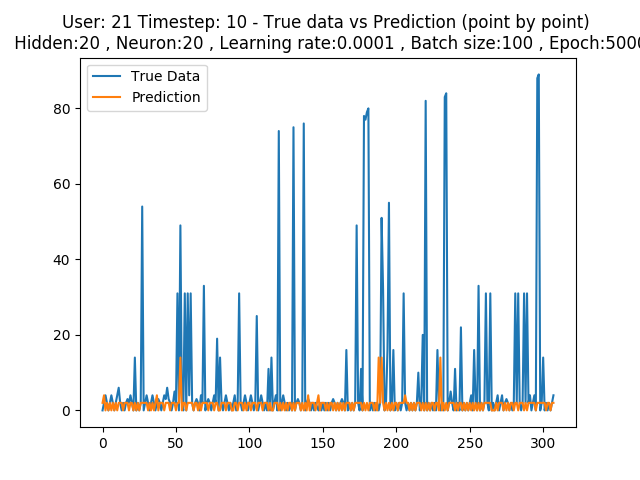 User: 21 Timestep: 10 - True data vs Prediction (point by point)
Hidden:20 , Neuron:20 , Learning rate:0.0001 , Batch size:100 , Epoch:5000
True Data
Prediction
80
60
40
20
0
0 50 100 150 200 250 300